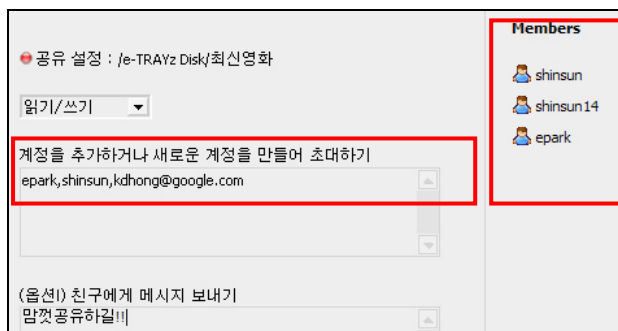 공유 설정 : /e-TRAYz Disk/최신영화
읽기/쓰기
계정을 추가하거나 새로운 계정을 만들어 초대하기
epark,shinsun,kdhong@google.com
(옵션) 친구에게 메시지 보내기
맘껏공유하길!!
Members
shinsun
shinsun14
epark